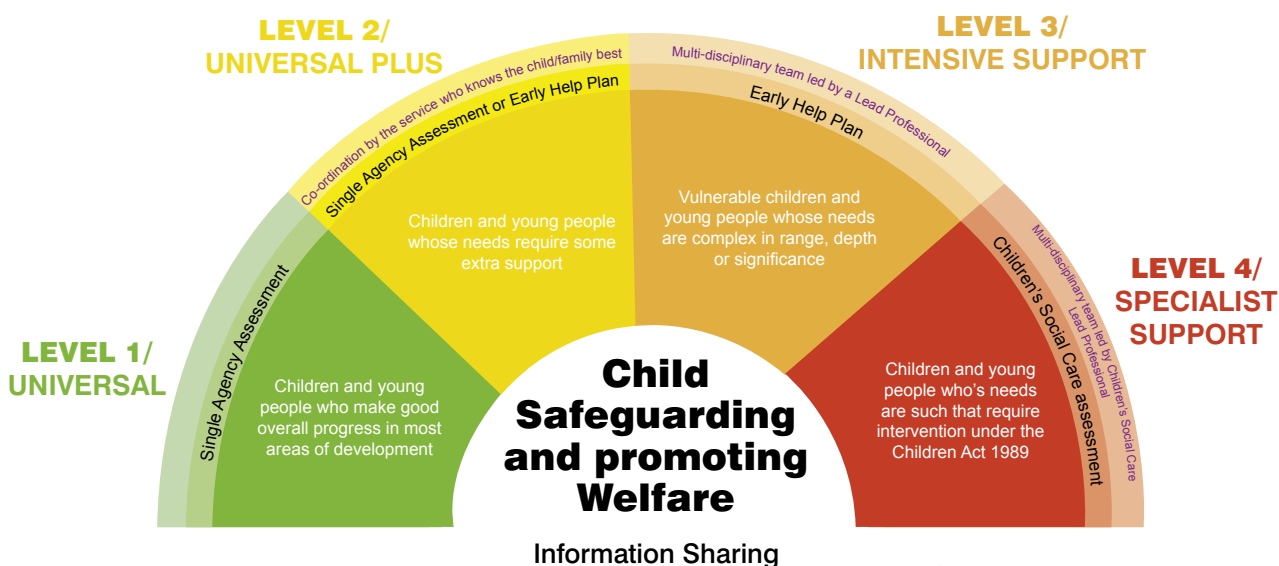 LEVEL 1/
UNIVERSAL
Single Agency Assessment
Children and young
people who make good
overall progress in most
areas of development
LEVEL 2/
UNIVERSAL PLUS
Co-ordination by the service who knows the child/family best
Single Agency Assessment or Early Help Plan
Children and young people
whose needs require some
extra support
LEVEL 3/
INTENSIVE SUPPORT
Multi-disciplinary team led by a Lead Professional
Early Help Plan
Vulnerable children and
young people whose needs
are complex in range, depth
or significance
LEVEL 4/
SPECIALIST
SUPPORT
Multi-disciplinary team led by Children's Social Care
Lead Professional
Children's Social Care assessment
Children and young
people who's needs
are such that require
intervention under the
Children Act 1989
Child
Safeguarding
and promoting
Welfare
Information Sharing